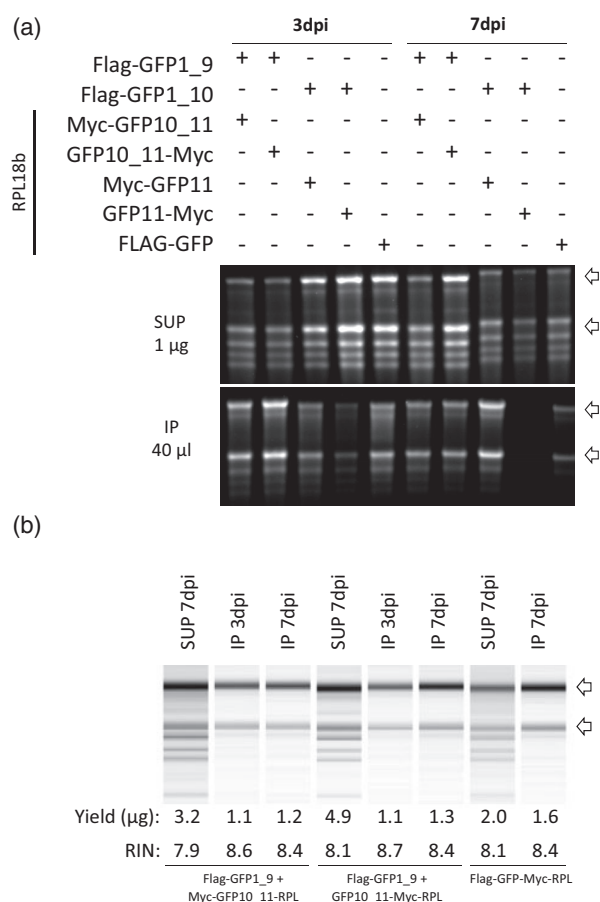 (a)
3dpi 7dpi
Flag-GFP1_9 + + - - - + + - - -
Flag-GFP1_10 - - + + - - - + + -
Myc-GFP10_11 + - - - - + - - - -
GFP10_11-Myc - + - - - - + - - -
Myc-GFP11 - - + - - - - + - -
GFP11-Myc - - - + - - - - + -
FLAG-GFP - - - - + - - - - +
RPL18b
SUP
1 µg
IP
40 µl
(b)
SUP 7dpi
IP 3dpi
IP 7dpi
SUP 7dpi
IP 3dpi
IP 7dpi
SUP 7dpi
IP 7dpi
Yield (µg): 3.2 1.1 1.2 4.9 1.1 1.3 2.0 1.6
RIN: 7.9 8.6 8.4 8.1 8.7 8.4 8.1 8.4
Flag-GFP1_9 + Flag-GFP1_9 + Flag-GFP-Myc-RPL
Myc-GFP10_11-RPL GFP10_11-Myc-RPL